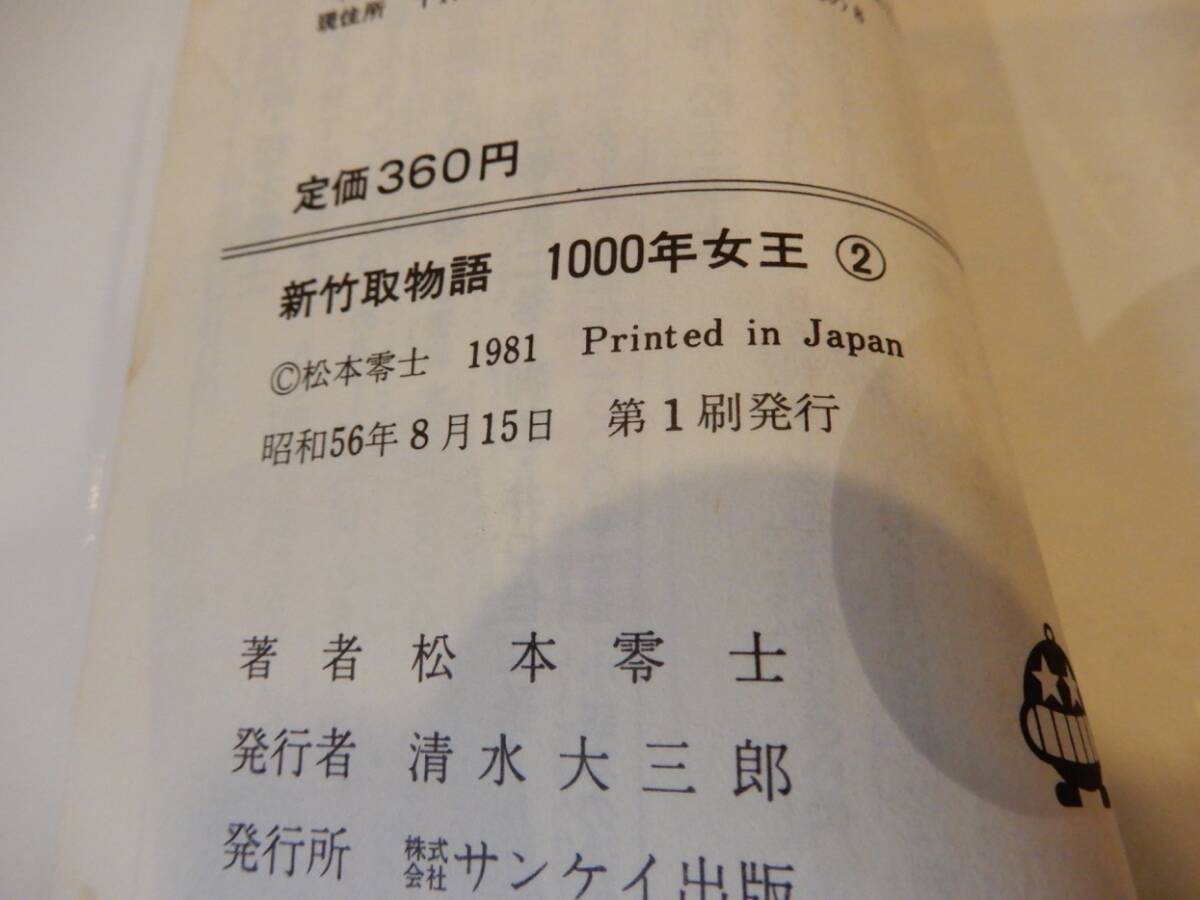 現住所
定価360円
新竹取物語 1000年女王 ②
©松本零士 1981 Printed in Japan
昭和56年8月15日 第1刷発行
著者 松本零士
発行者 清水大三郎
発行所 株式会社サンケイ出版